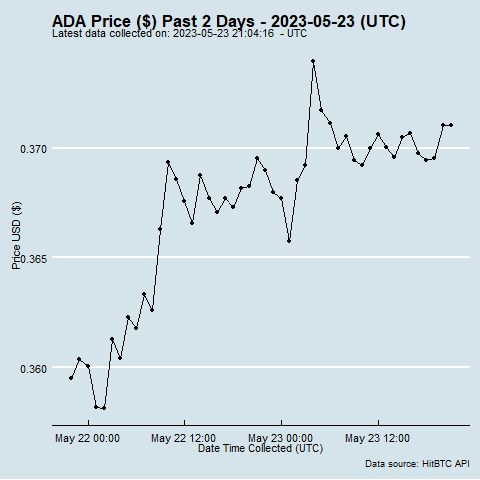 ADA Price ($) Past 2 Days - 2023-05-23 (UTC)
Latest data collected on: 2023-05-23 21:04:16  - UTC
0.370
Price USD ($)
0.365
0.360
May 22 00:00 May 22 12:00 May 23 00:00 May 23 12:00
Date Time Collected (UTC)
Data source: HitBTC API